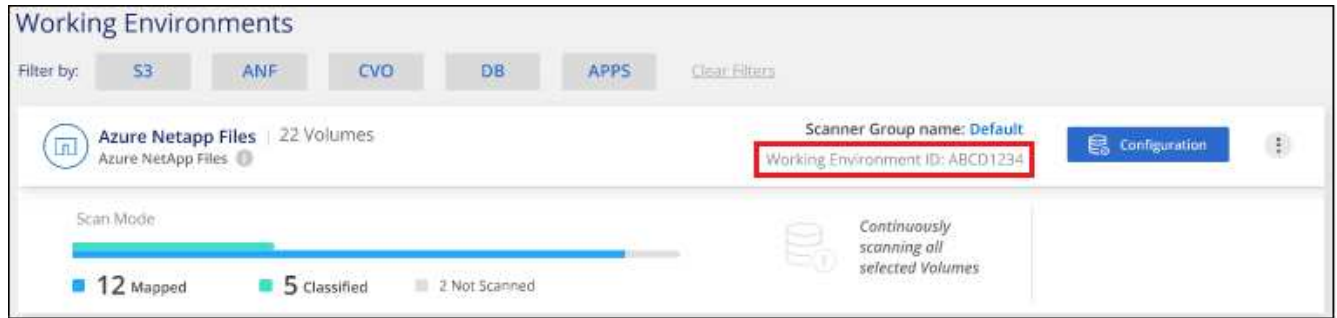 Working Environments
Filter by: S3 ANF CVO DB APPS Clear Filters
Azure Netapp Files | 22 Volumes
Azure NetApp Files
Scanner Group name: Default
Working Environment ID: ABCD1234
Configuration
Scan Mode
12 Mapped 5 Classified 2 Not Scanned
Continuously
scanning all
selected Volumes